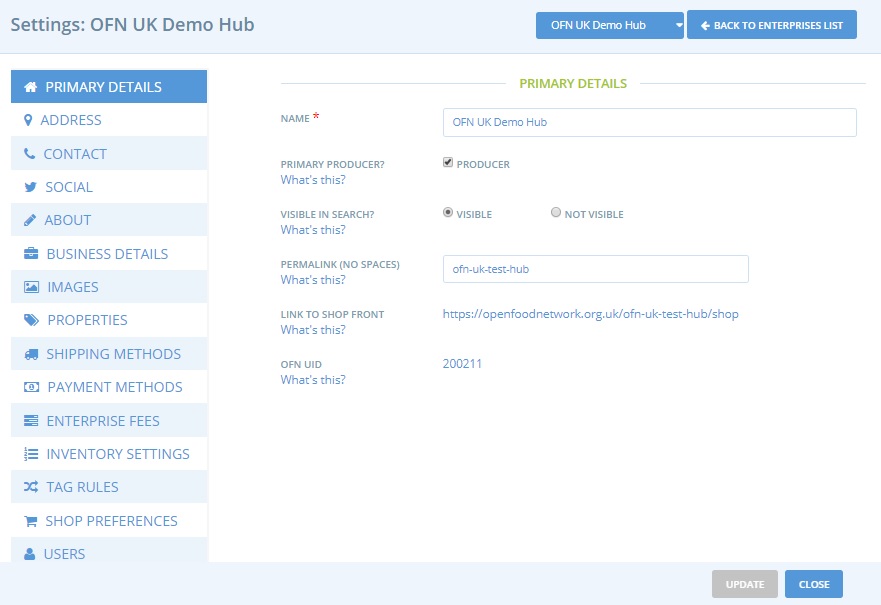 Settings: OFN UK Demo Hub
OFN UK Demo Hub
BACK TO ENTERPRISES LIST
PRIMARY DETAILS
ADDRESS
CONTACT
SOCIAL
ABOUT
BUSINESS DETAILS
IMAGES
PROPERTIES
SHIPPING METHODS
PAYMENT METHODS
ENTERPRISE FEES
INVENTORY SETTINGS
TAG RULES
SHOP PREFERENCES
USERS
PRIMARY DETAILS
NAME *
OFN UK Demo Hub
PRIMARY PRODUCER?
What's this?
PRODUCER
VISIBLE IN SEARCH?
What's this?
VISIBLE
NOT VISIBLE
PERMALINK (NO SPACES)
What's this?
ofn-uk-test-hub
LINK TO SHOP FRONT
What's this?
https://openfoodnetwork.org.uk/ofn-uk-test-hub/shop
OFN UID
What's this?
200211
UPDATE
CLOSE